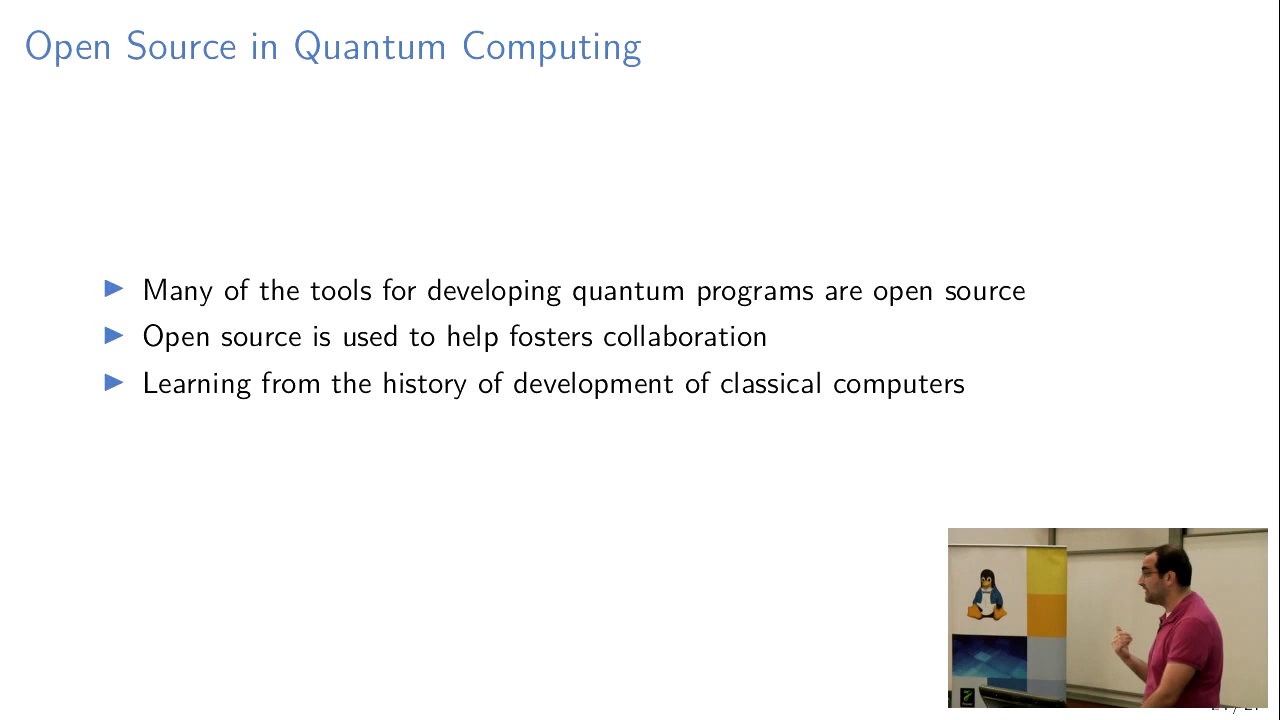 Open Source in Quantum Computing
Many of the tools for developing quantum programs are open source
Open source is used to help fosters collaboration
Learning from the history of development of classical computers